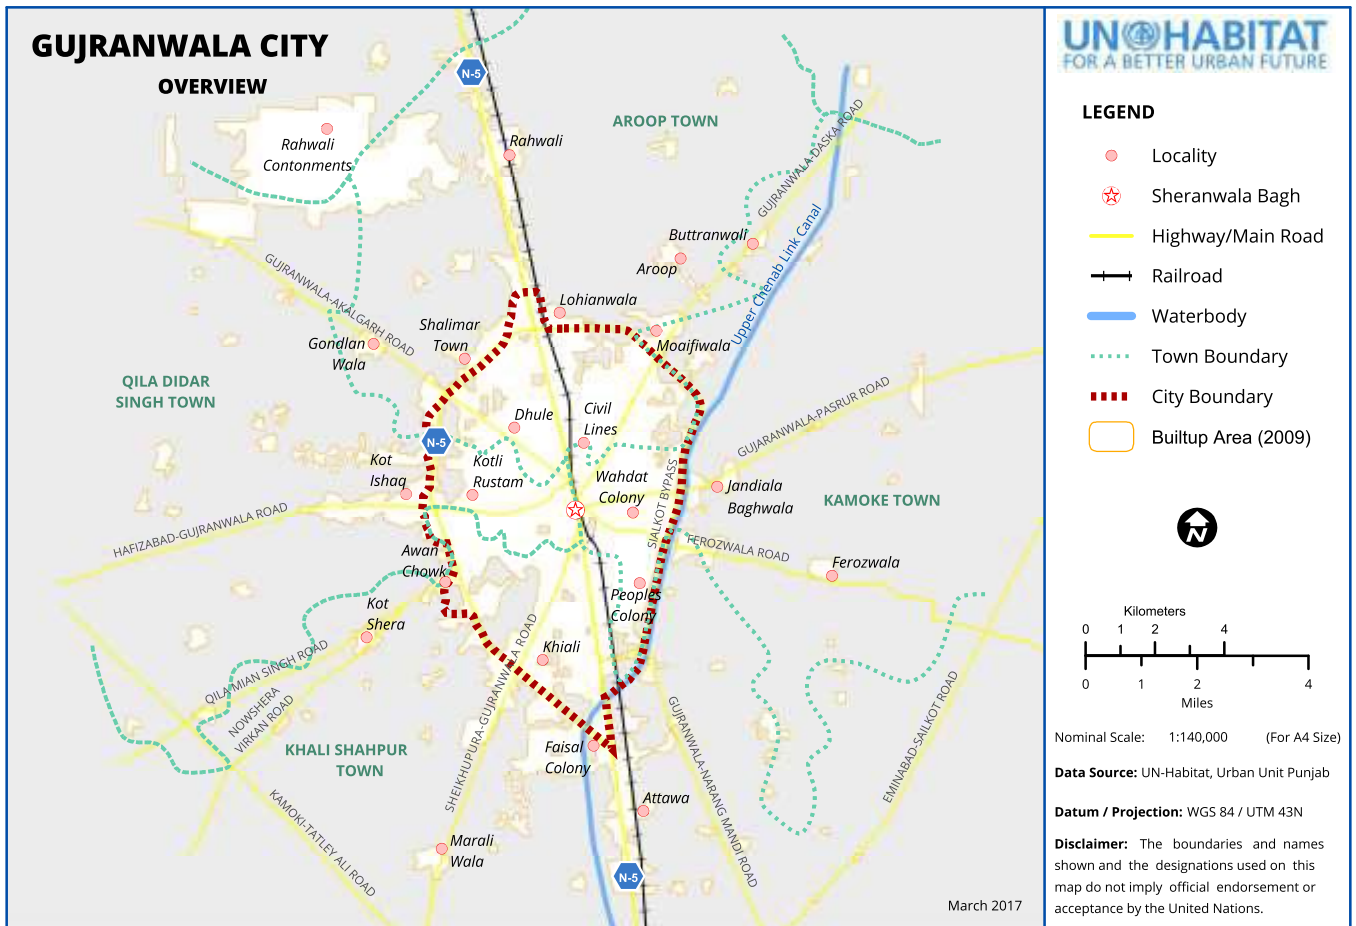 GUJRANWALA CITY
OVERVIEW
N-5
AROOP TOWN
Rahwali
Contonments
Rahwali
GUJRANWALA-DASKA ROAD
Buttranwali
Aroop
Upper Chenab Link Canal
GUJRANWALA-AKALGARH ROAD
Lohianwala
Shalimar
Town
Moaifiwala
Gondlan
Wala
QILA DIDAR
SINGH TOWN
GUJARANWALA-PASRUR ROAD
Dhule
Civil
Lines
N-5
Kot
Ishaq
Kotli
Rustam
Wahdat
Colony
SIALKOT BYPASS
Jandiala
Baghwala
KAMOKE TOWN
HAFIZABAD-GUJRANWALA ROAD
FEROZWALA ROAD
Awan
Chowk
Ferozwala
Peoples
Colony
Kot
Shera
Khiali
QILA MIAN SINGH ROAD
NOWSHERA
VIRKAN ROAD
SHEIKHUPURA-GUJRANWALA ROAD
GUJRANWALA-NARANG MANDI ROAD
EMINABAD-SAILKOT ROAD
KHALI SHAHPUR
TOWN
Faisal
Colony
KAMOKI-TATLEY ALI ROAD
Attawa
Marali
Wala
N-5
March 2017
UN HABITAT
FOR A BETTER URBAN FUTURE
LEGEND
Locality
Sheranwala Bagh
Highway/Main Road
Railroad
Waterbody
Town Boundary
City Boundary
Builtup Area (2009)
N
Kilometers
0 1 2 4
0 1 2 4
Miles
Nominal Scale: 1:140,000 (For A4 Size)
Data Source: UN-Habitat, Urban Unit Punjab
Datum / Projection: WGS 84 / UTM 43N
Disclaimer: The boundaries and names
shown and the designations used on this
map do not imply official endorsement or
acceptance by the United Nations.